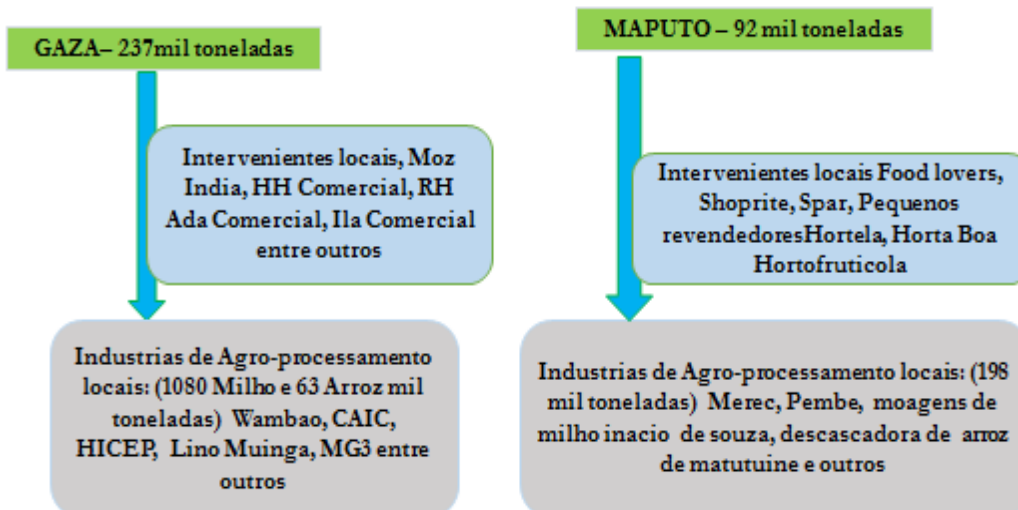 GAZA– 237mil toneladas
Intervenientes locais, Moz
India, HH Comercial, RH
Ada Comercial, Ila Comercial
entre outros
Industrias de Agro-processamento
locais: (1080 Milho e 63 Arroz mil
toneladas) Wambao, CAIC,
HICEP, Lino Muinga, MG3 entre
outros
MAPUTO – 92 mil toneladas
Intervenientes locais Food lovers,
Shoprite, Spar, Pequenos
revendedoresHortela, Horta Boa
Hortofruticola
Industrias de Agro-processamento locais: (198
mil toneladas) Merec, Pembe, moagens de
milho inacio de souza, descascadora de arroz
de matutuine e outros